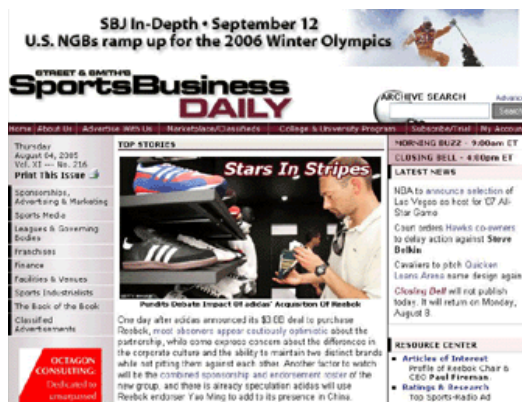 SBJ In-Depth • September 12
U.S. NGBs ramp up for the 2006 Winter Olympics
STREET & SMITH'S
SportsBusiness
DAILY
ARCHIVE SEARCH
Advanc
Searc
Home About Us Advertise With Us Marketplace/Classifieds College & University Program Subscribe/Trial My Accou
Thursday
August 04, 2005
Vol. XI --- No. 216
Print This Issue
Sponsorships,
Advertising & Marketing
Sports Media
Leagues & Governing
Bodies
Franchises
Finance
Facilities & Venues
Sports Industrialists
The Book of the Book
Classified
Advertisements
OCTAGON
CONSULTING:
Dedicated to
unsurpassed
TOP STORIES
Stars In Stripes
Pundits Debate Impact Of adidas' Acquisition Of Reebok
One day after adidas announced its $3.8B deal to purchase
Reebok, most observers appear cautiously optimistic about the
partnership, while some express concern about the differences in
the corporate culture and the ability to maintain two distinct brands
while not pitting them against each other. Another factor to watch
will be the combined sponsorship and endorsement roster of the
new group, and there is already speculation adidas will use
Reebok endorser Yao Ming to add to its presence in China.
MORNING BUZZ - 9:00am ET
CLOSING BELL - 4:00pm ET
LATEST NEWS
NBA to announce selection of
Las Vegas as host for '07 All-
Star Game
Court orders Hawks co-owners
to delay action against Steve
Belkin
Cavaliers to pitch Quicken
Loans Arena name design again
Closing Bell will not publish
today. It will return on Monday,
August 8.
RESOURCE CENTER
Articles of Interest
Profile of Reebok Chair &
CEO Paul Fireman.
Ratings & Research
Top Sports-Radio Ad